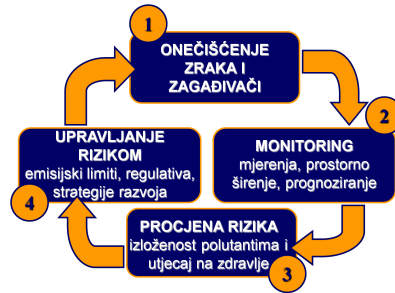 1
ONEČIŠĆENJE
ZRAKA I
ZAGAĐIVAČI
2
MONITORING
mjerenja, prostorno
širenje, prognoziranje
3
PROCJENA RIZIKA
izloženost polutantima i
utjecaj na zdravlje
4
UPRAVLJANJE
RIZIKOM
emisijski limiti, regulativa,
strategije razvoja